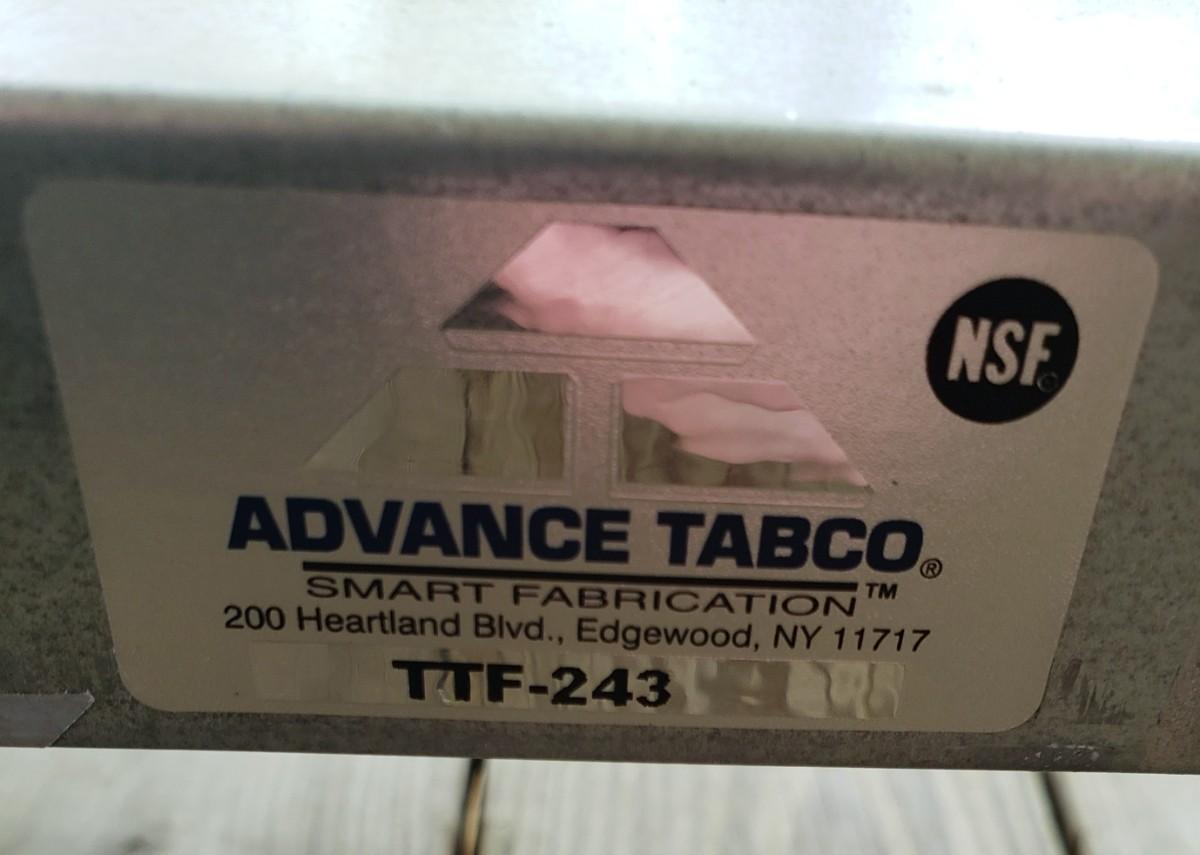 NSF
ADVANCE TABCO®
SMART FABRICATION™
200 Heartland Blvd., Edgewood, NY 11717
TTF-243